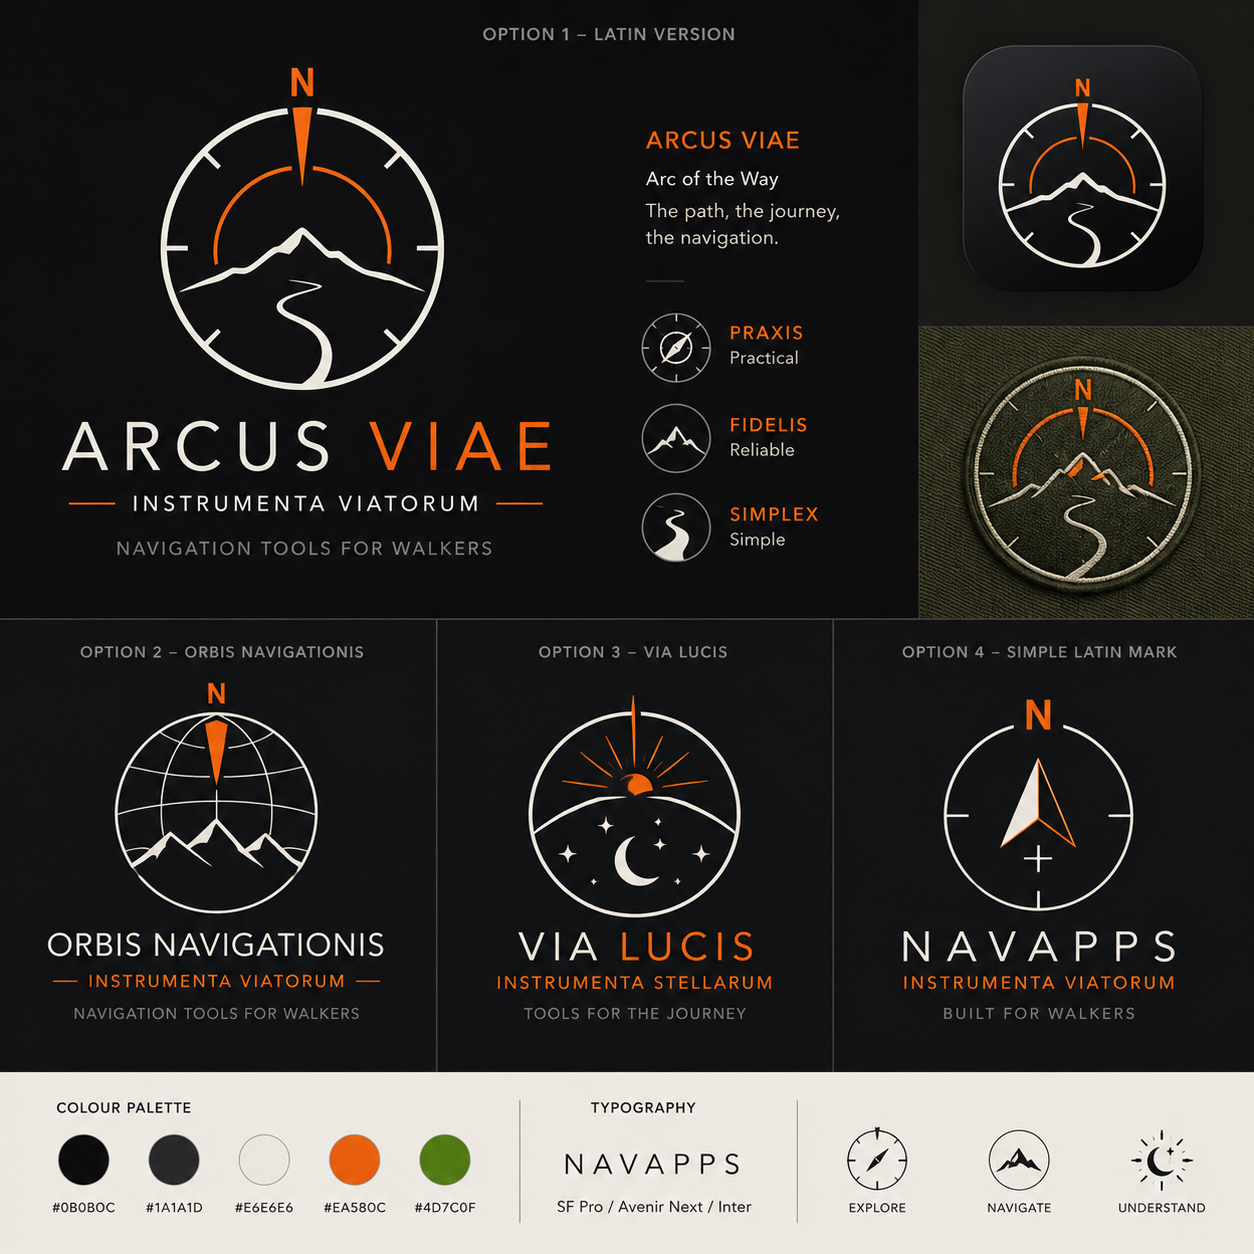 OPTION 1 – LATIN VERSION
N
ARCUS VIAE
INSTRUMENTA VIATORUM
NAVIGATION TOOLS FOR WALKERS
ARCUS VIAE
Arc of the Way
The path, the journey,
the navigation.
PRAXIS
Practical
FIDELIS
Reliable
SIMPLEX
Simple
N
N
OPTION 2 – ORBIS NAVIGATIONIS
N
ORBIS NAVIGATIONIS
INSTRUMENTA VIATORUM
NAVIGATION TOOLS FOR WALKERS
OPTION 3 – VIA LUCIS
VIA LUCIS
INSTRUMENTA STELLARUM
TOOLS FOR THE JOURNEY
OPTION 4 – SIMPLE LATIN MARK
N
NAVAPPS
INSTRUMENTA VIATORUM
BUILT FOR WALKERS
COLOUR PALETTE
#0B0B0C #1A1A1D #E6E6E6 #EA580C #4D7C0F
TYPOGRAPHY
NAVAPPS
SF Pro / Avenir Next / Inter
EXPLORE NAVIGATE UNDERSTAND